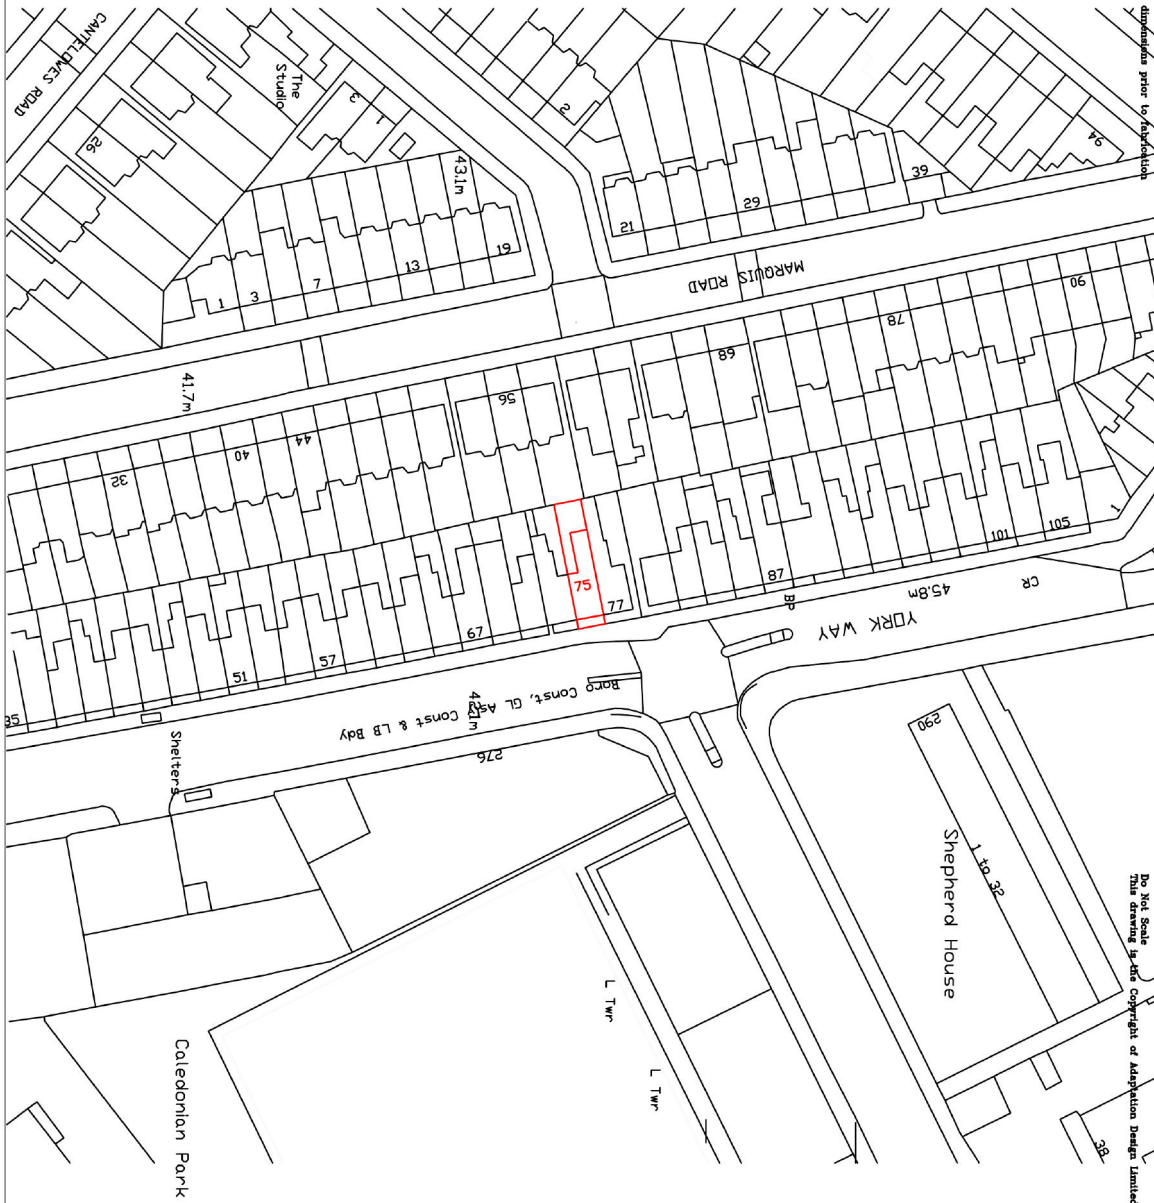 CANTELOWES ROAD
The
Studio
dimensions prior to fabrication
26
3
1
2
94
43.1m
39
21
29
1
3
7
13
19
MARQUIS ROAD
41.7m
90
78
68
56
44
40
32
1
105
101
87
BP
45.8m
CR
YORK WAY
75
77
67
57
51
35
Boro Const, GL Asly Const & LB Bdy
Shelters
276
290
1 to 32
Shepherd House
Do Not Scale
This drawing is the Copyright of Adaptation Design Limited
L Twr
L Twr
Caledonian Park
38